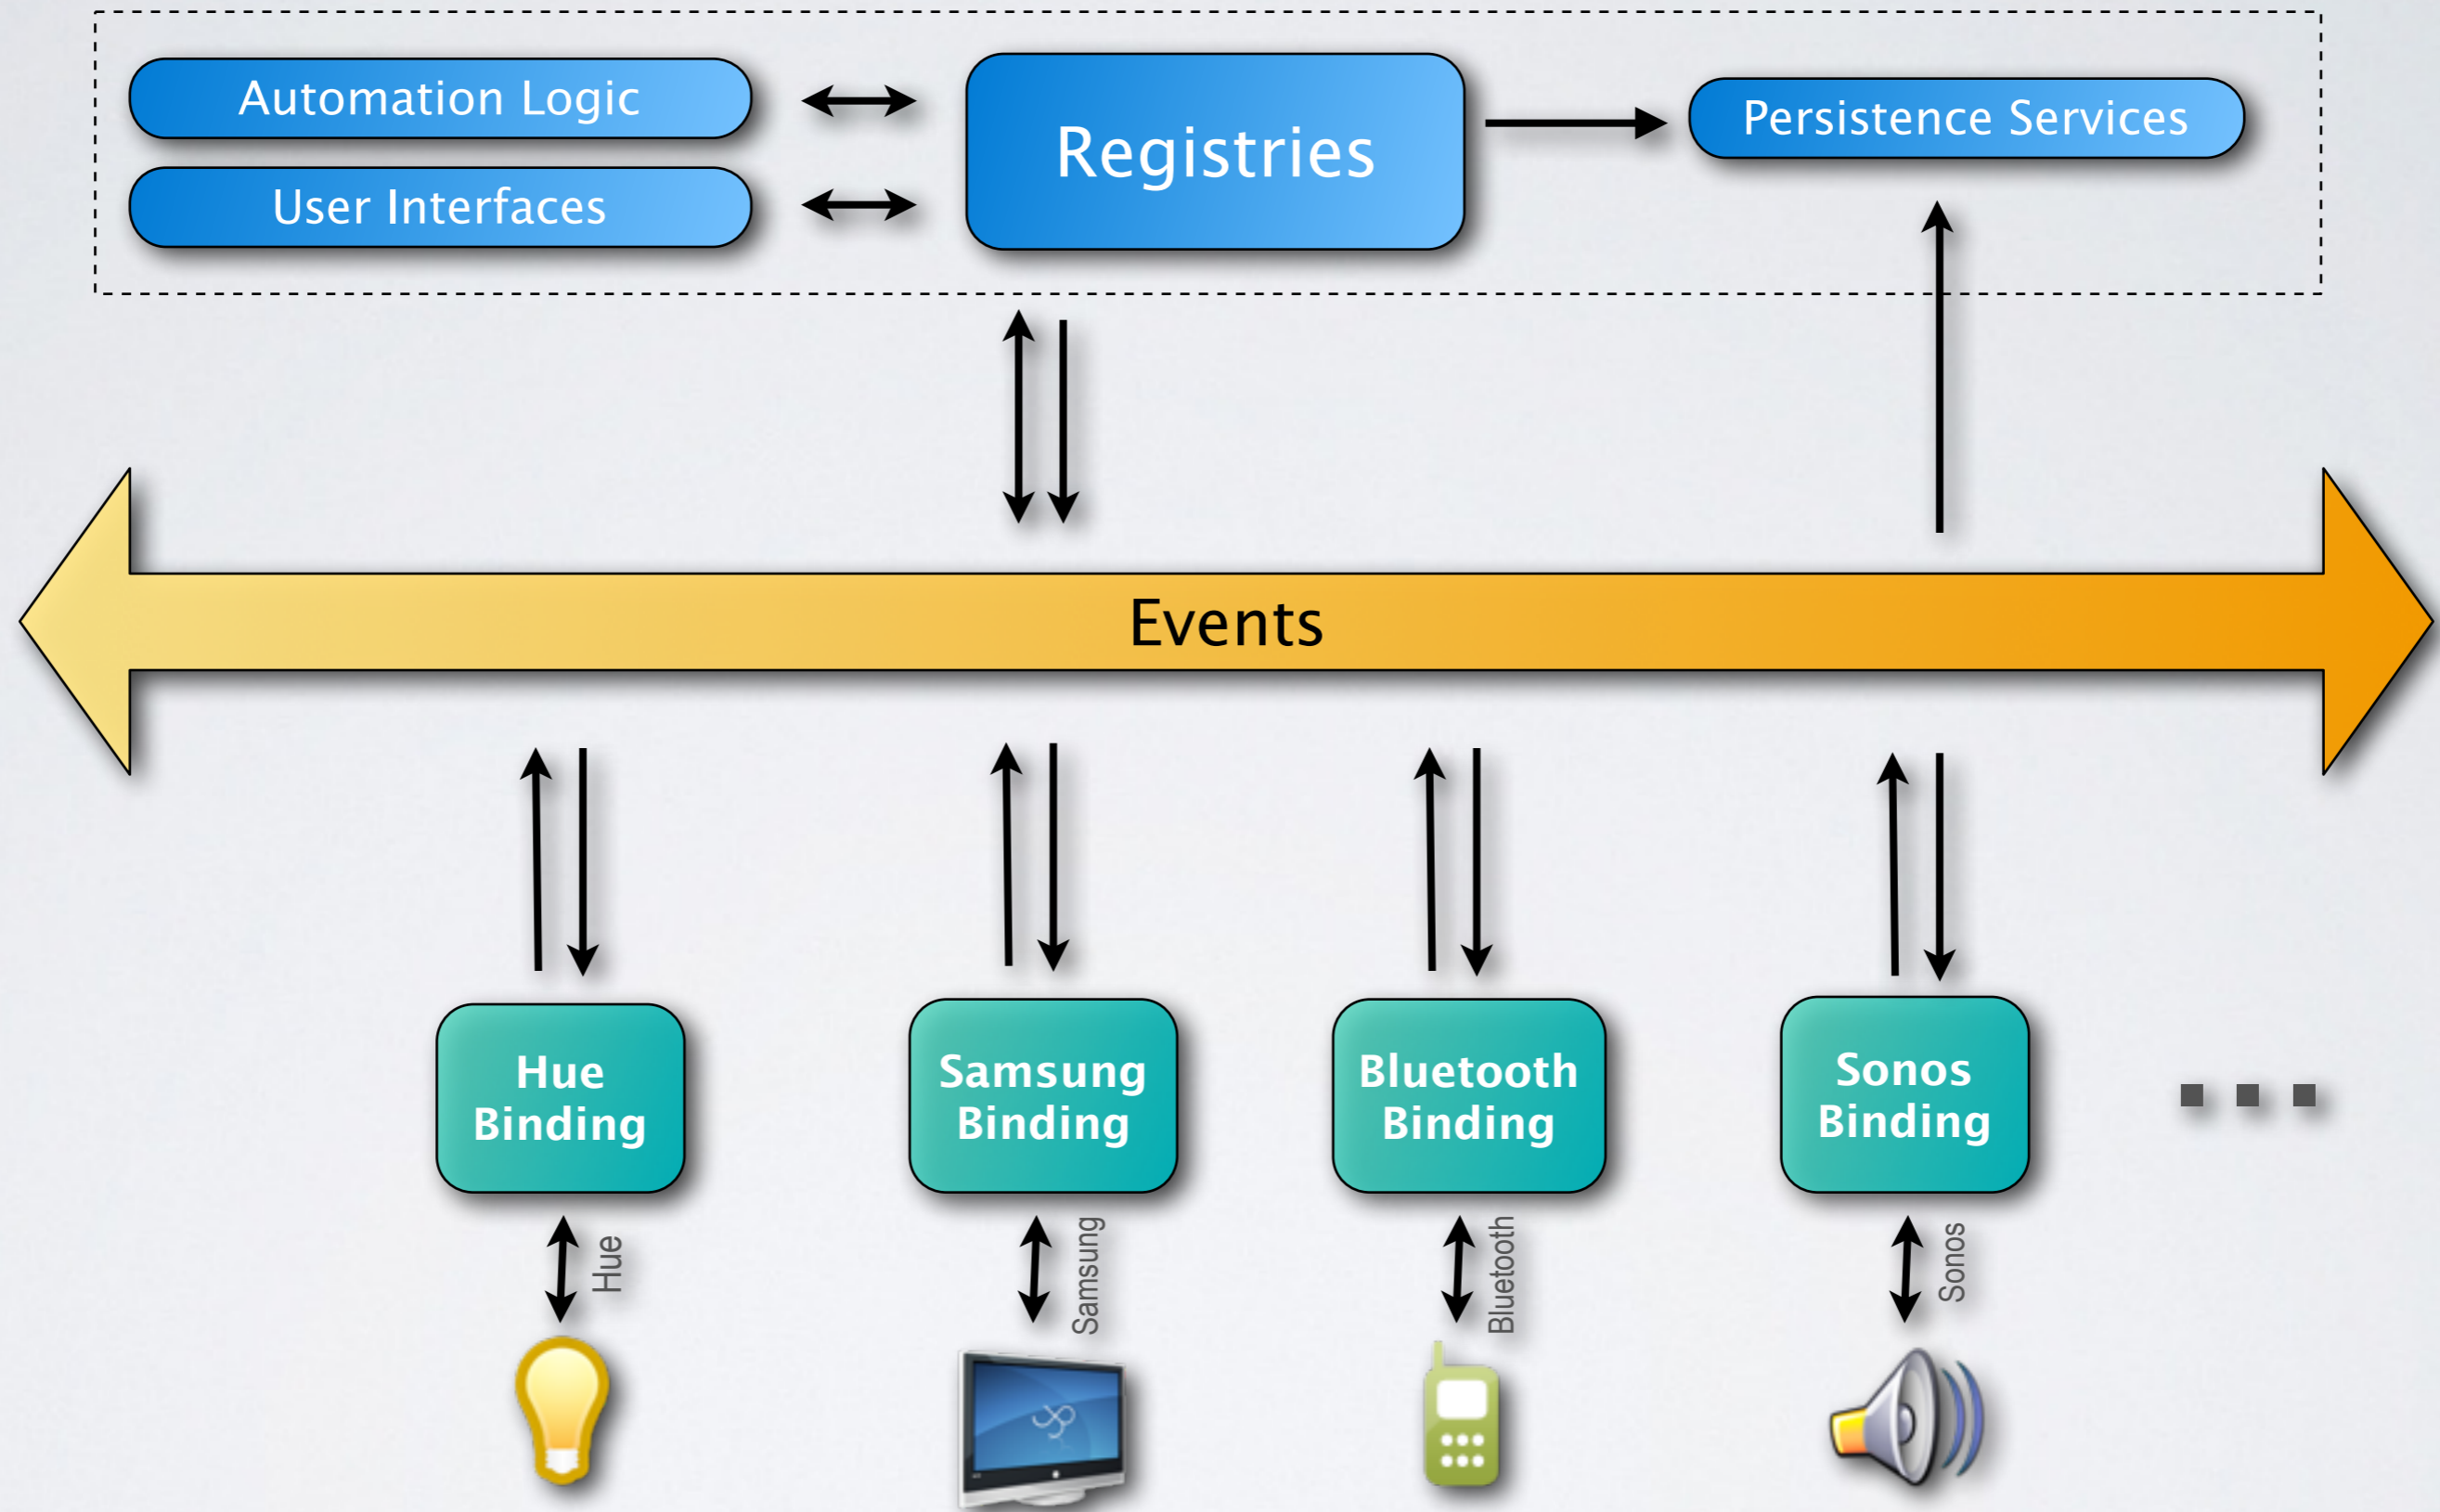 Automation Logic
User Interfaces
Registries
Persistence Services
Events
Hue
Binding
Samsung
Binding
Bluetooth
Binding
Sonos
Binding
Hue
Samsung
Bluetooth
Sonos